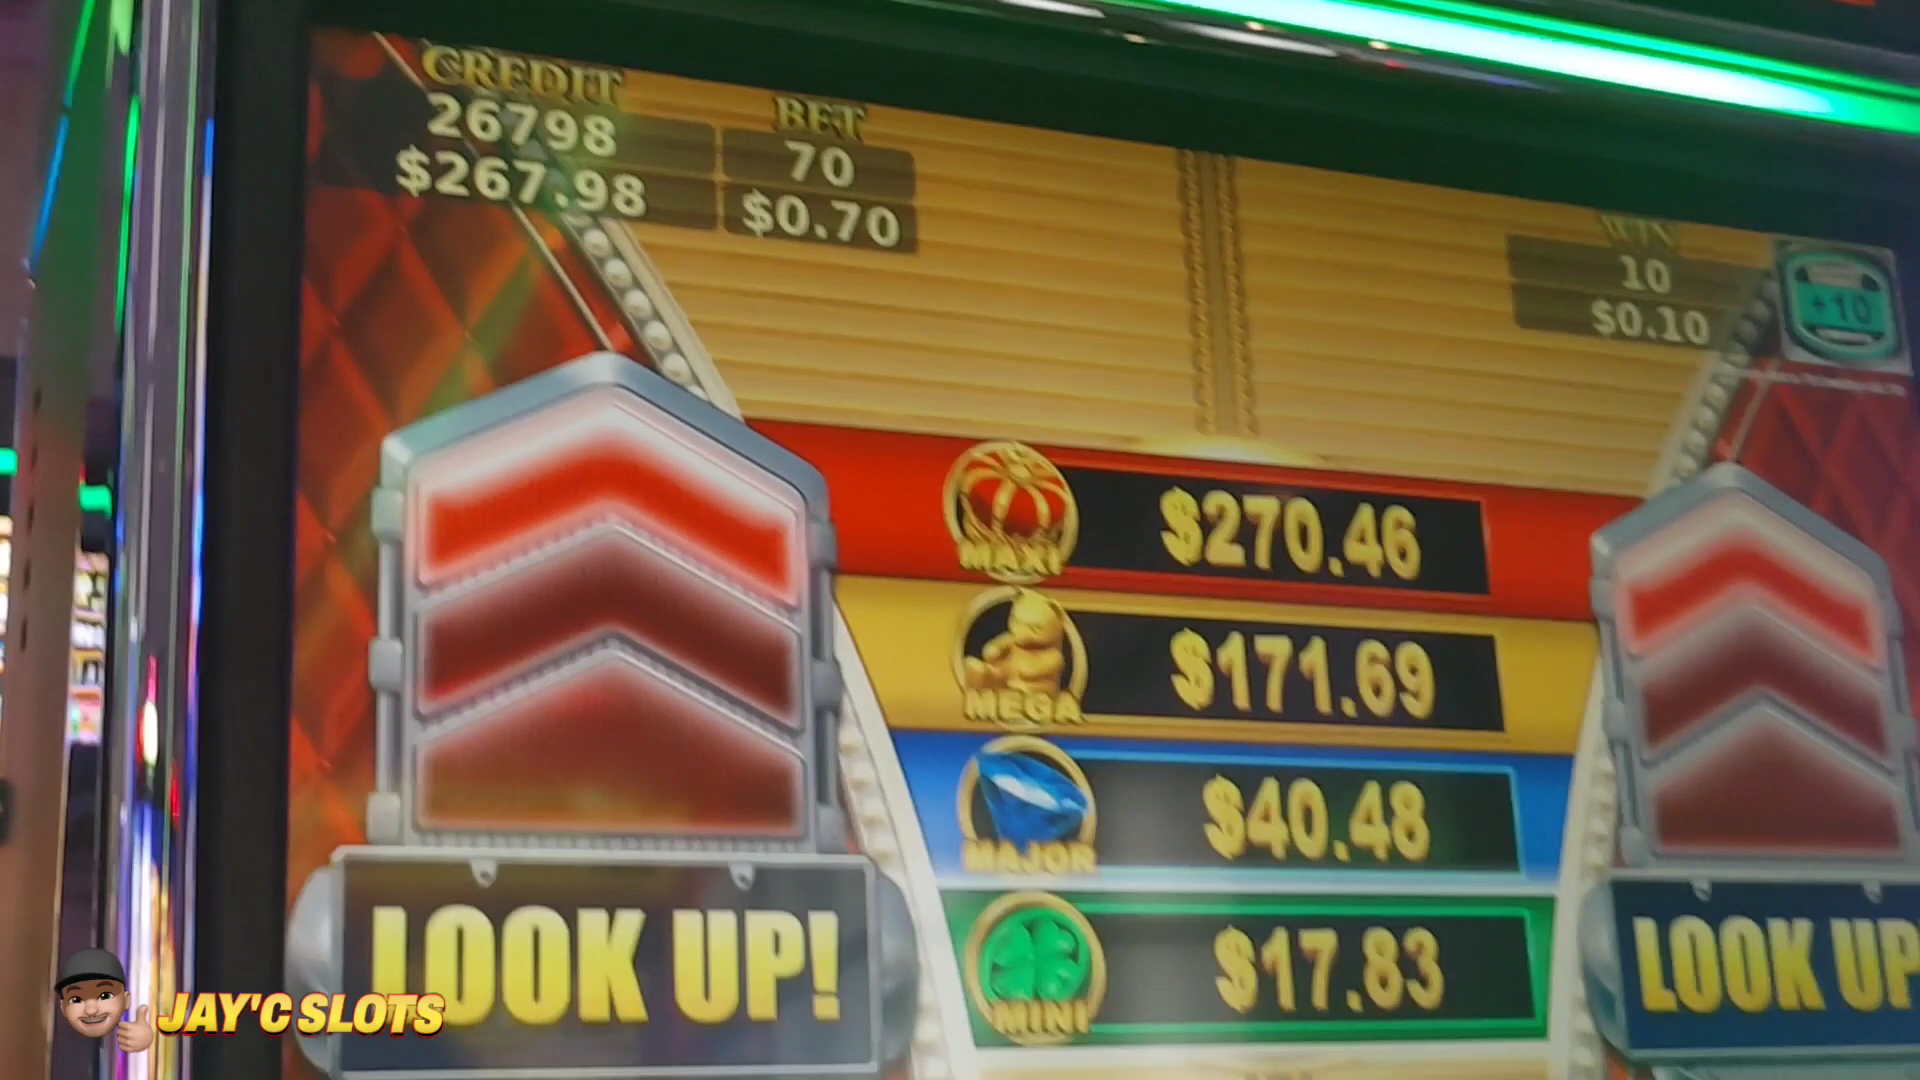 CREDIT
26798
$267.98
BET
70
$0.70
WIN
10
$0.10
+10
MAXI
$270.46
MEGA
$171.69
MAJOR
$40.48
MINI
$17.83
LOOK UP!
LOOK UP
JAY'C SLOTS